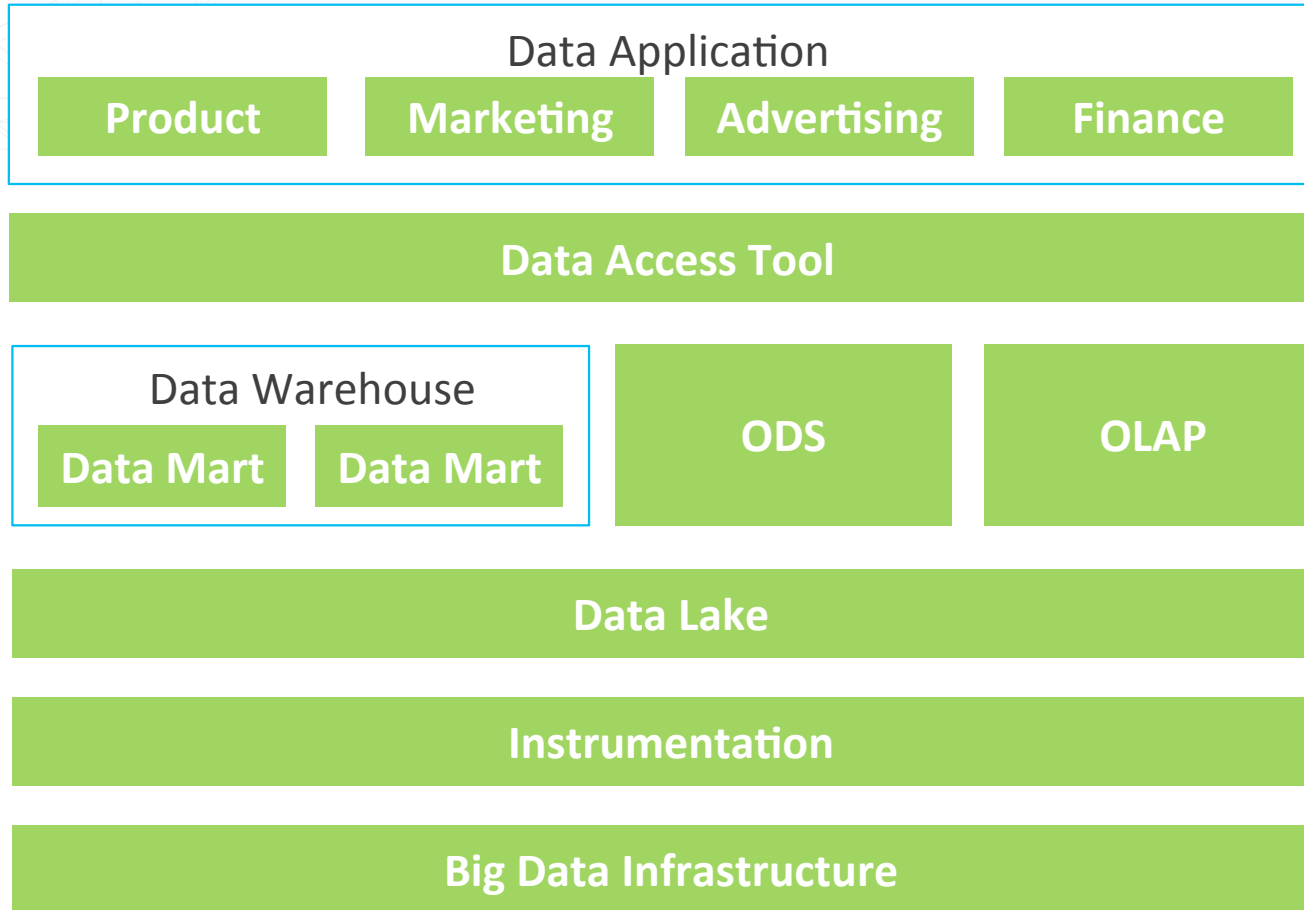 Data Application
Product Marketing Advertising Finance
Data Access Tool
Data Warehouse
Data Mart Data Mart
ODS
OLAP
Data Lake
Instrumentation
Big Data Infrastructure